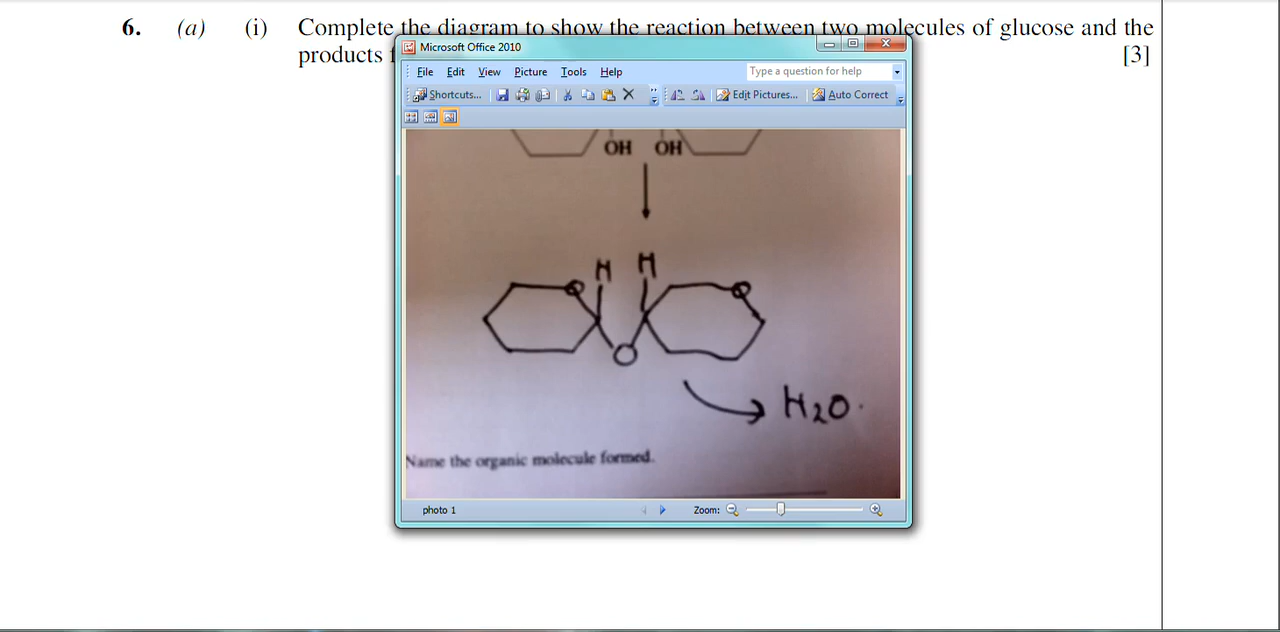 6. (a) (i) Complete the diagram to show the reaction between two molecules of glucose and the
products [3]
Microsoft Office 2010
File Edit View Picture Tools Help Type a question for help
Shortcuts... Edit Pictures... Auto Correct
OH OH
H H
O O
O
H₂O.
Name the organic molecule formed.
photo 1 Zoom: